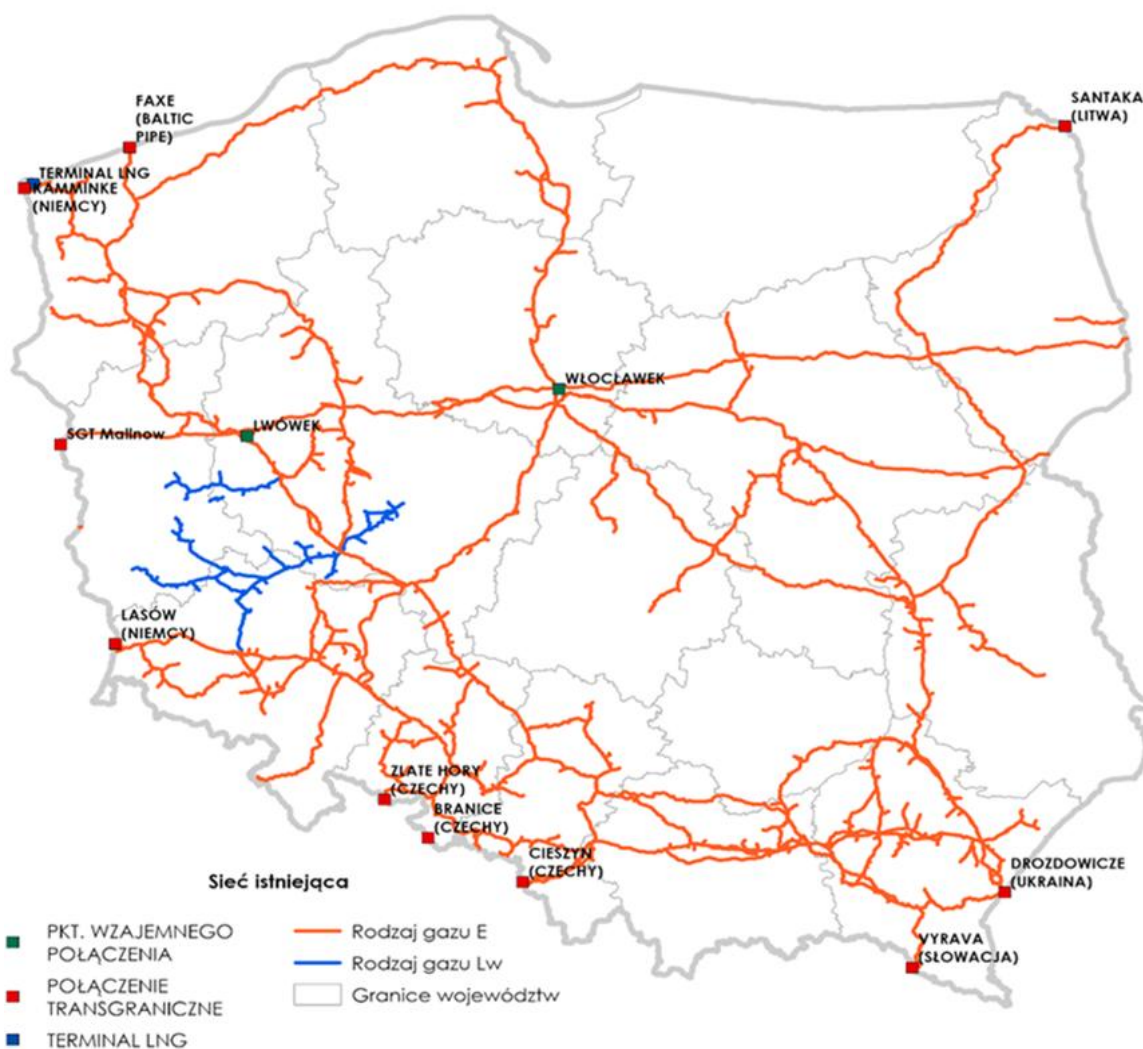 FAXE
(BALTIC
PIPE)
SANTAKA
(LITWA)
TERMINAL LNG
KAMMINKE
(NIEMCY)
WŁOCŁAWEK
LWÓWEK
SGT Mallnow
LASÓW
(NIEMCY)
ZLATE HORY
(CZECHY)
BRANICE
(CZECHY)
CIESZYN
(CZECHY)
DROZDOWICZE
(UKRAINA)
VYRAVA
(SŁOWACJA)
Sieć istniejąca
PKT. WZAJEMNEGO
POŁĄCZENIA
POŁĄCZENIE
TRANSGRANICZNE
TERMINAL LNG
Rodzaj gazu E
Rodzaj gazu Lw
Granice województw